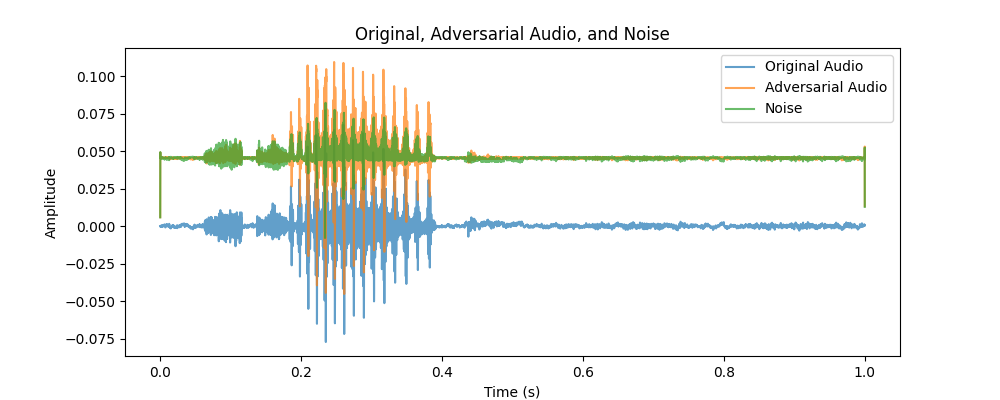 Original, Adversarial Audio, and Noise
Original Audio
Adversarial Audio
Noise
Amplitude
0.100
0.075
0.050
0.025
0.000
−0.025
−0.050
−0.075
0.0
0.2
0.4
0.6
0.8
1.0
Time (s)